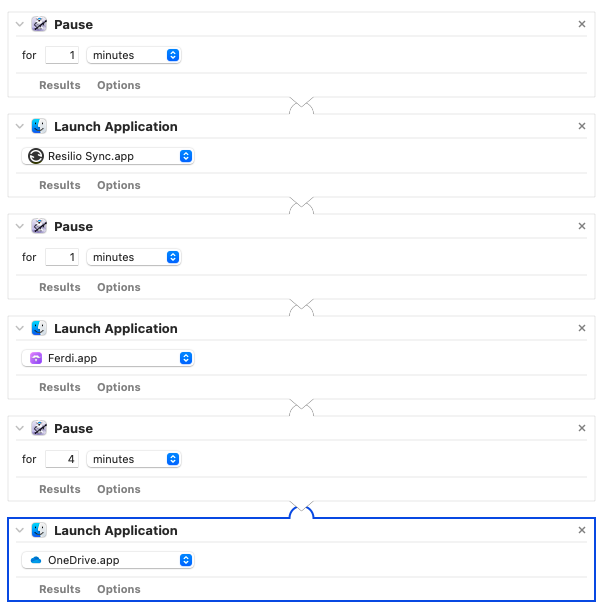 Pause
for 1 minutes
Results Options
Launch Application
Resilio Sync.app
Results Options
Pause
for 1 minutes
Results Options
Launch Application
Ferdi.app
Results Options
Pause
for 4 minutes
Results Options
Launch Application
OneDrive.app
Results Options